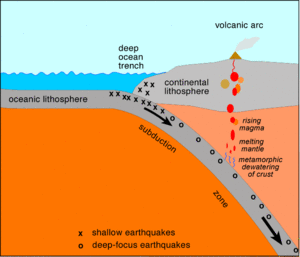 volcanic arc
deep
ocean
trench
continental
lithosphere
oceanic lithosphere
rising
magma
melting
mantle
metamorphic
dewatering
of crust
subduction
zone
x shallow earthquakes
o deep-focus earthquakes